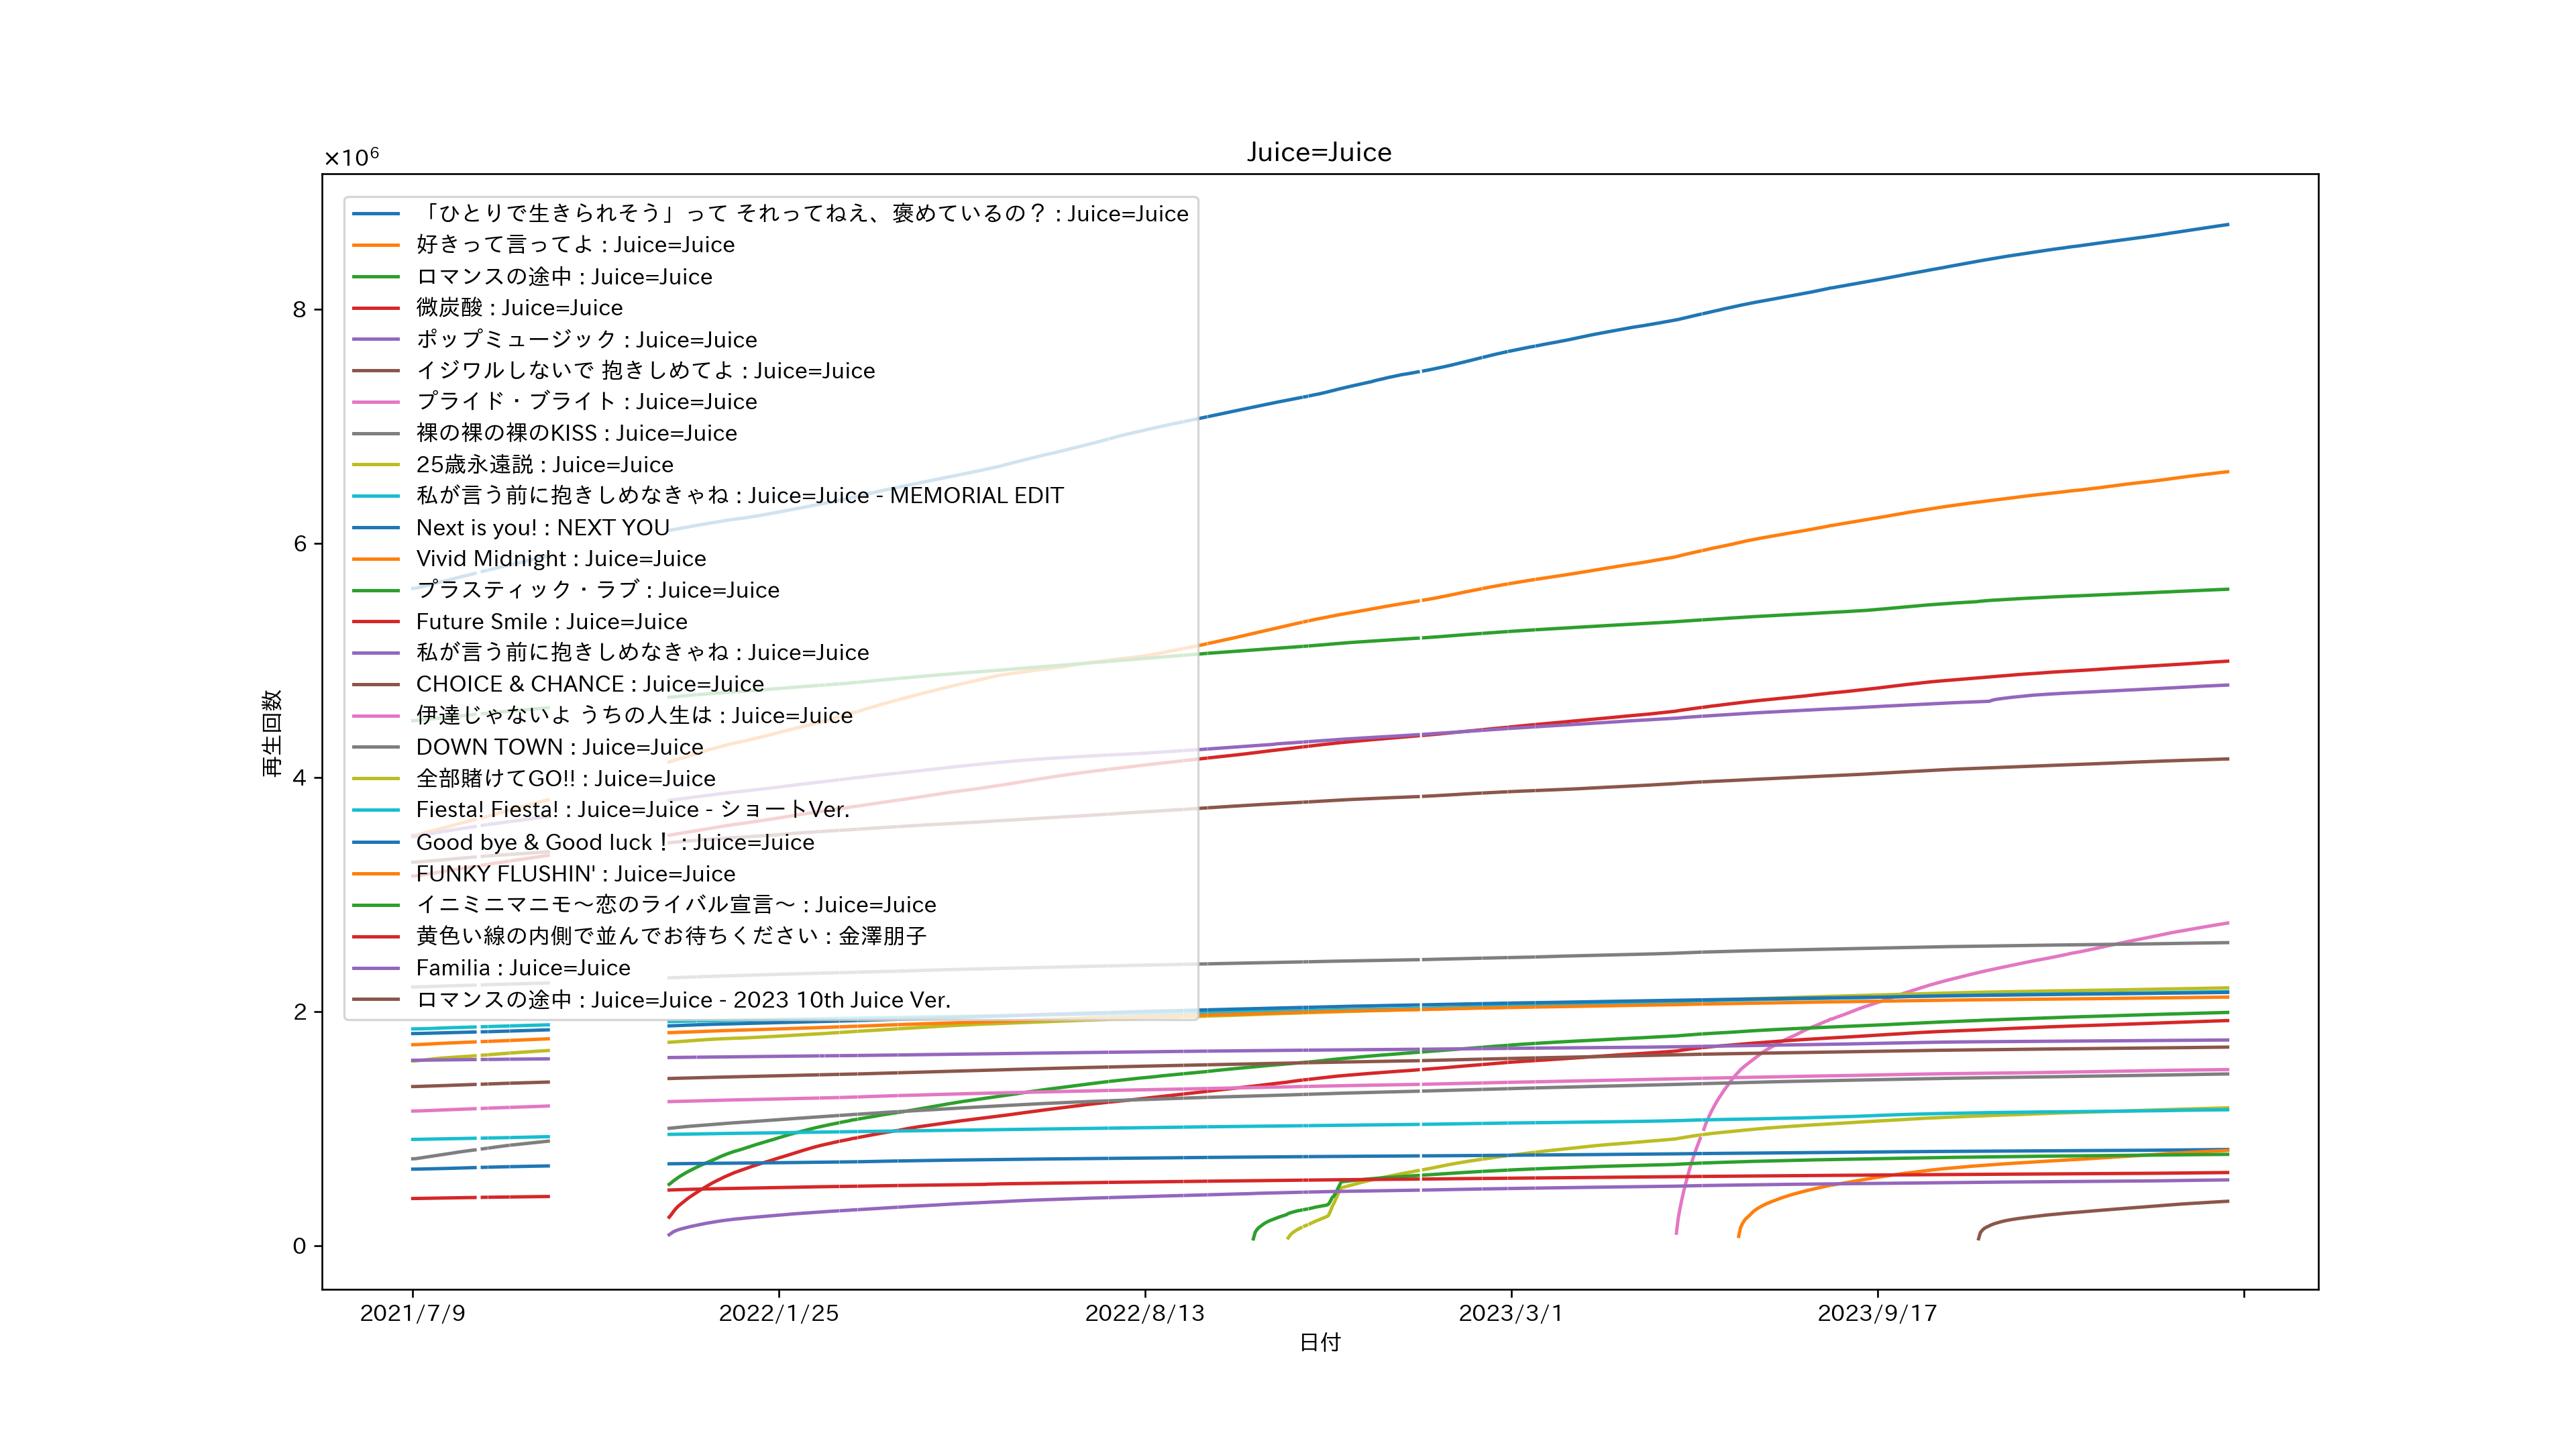 Juice=Juice
×10⁶
「ひとりで生きられそう」って それってねえ、褒めているの？ : Juice=Juice
好きって言ってよ : Juice=Juice
ロマンスの途中 : Juice=Juice
微炭酸 : Juice=Juice
ポップミュージック : Juice=Juice
イジワルしないで 抱きしめてよ : Juice=Juice
プライド・ブライト : Juice=Juice
裸の裸の裸のKISS : Juice=Juice
25歳永遠説 : Juice=Juice
私が言う前に抱きしめなきゃね : Juice=Juice - MEMORIAL EDIT
Next is you! : NEXT YOU
Vivid Midnight : Juice=Juice
プラスティック・ラブ : Juice=Juice
Future Smile : Juice=Juice
私が言う前に抱きしめなきゃね : Juice=Juice
CHOICE & CHANCE : Juice=Juice
伊達じゃないよ うちの人生は : Juice=Juice
DOWN TOWN : Juice=Juice
全部賭けてGO!! : Juice=Juice
Fiesta! Fiesta! : Juice=Juice - ショートVer.
Good bye & Good luck！ : Juice=Juice
FUNKY FLUSHIN' : Juice=Juice
イニミニマニモ～恋のライバル宣言～ : Juice=Juice
黄色い線の内側で並んでお待ちください : 金澤朋子
Familia : Juice=Juice
ロマンスの途中 : Juice=Juice - 2023 10th Juice Ver.
8
6
4
2
0
再生回数
2021/7/9
2022/1/25
2022/8/13
2023/3/1
2023/9/17
日付